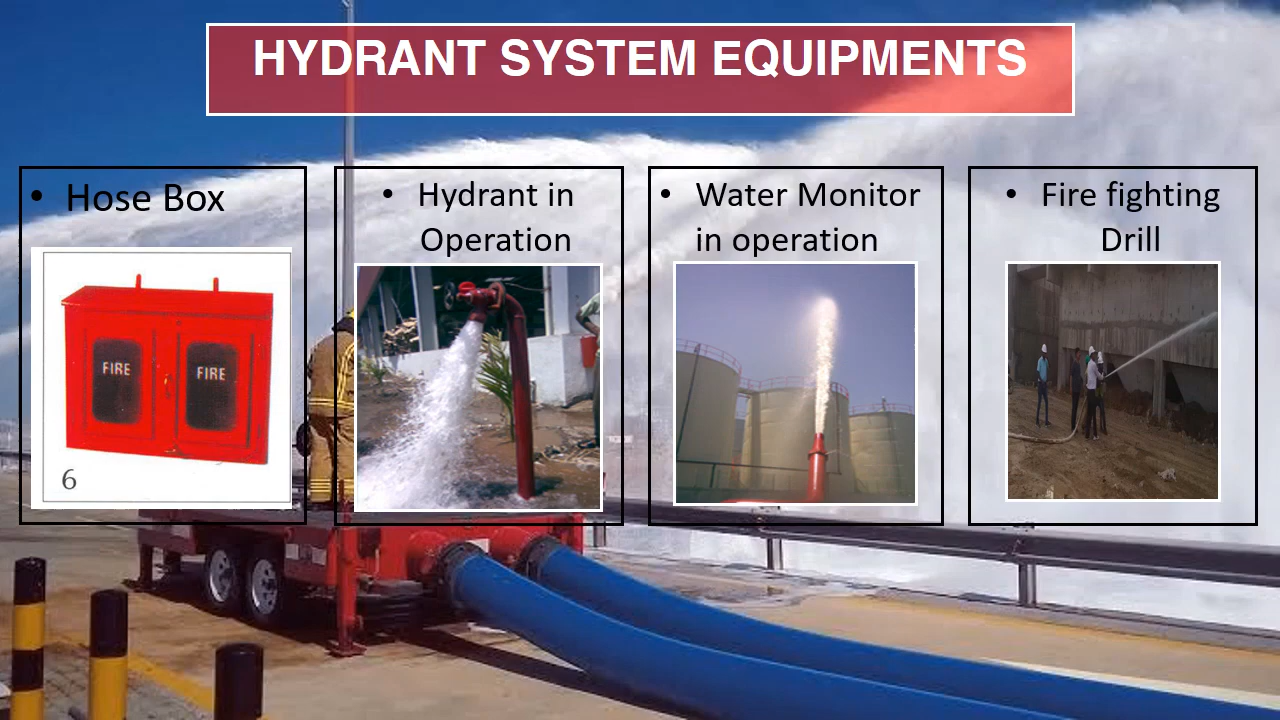 HYDRANT SYSTEM EQUIPMENTS
• Hose Box
FIRE
FIRE
6
• Hydrant in
Operation
• Water Monitor
in operation
• Fire fighting
Drill